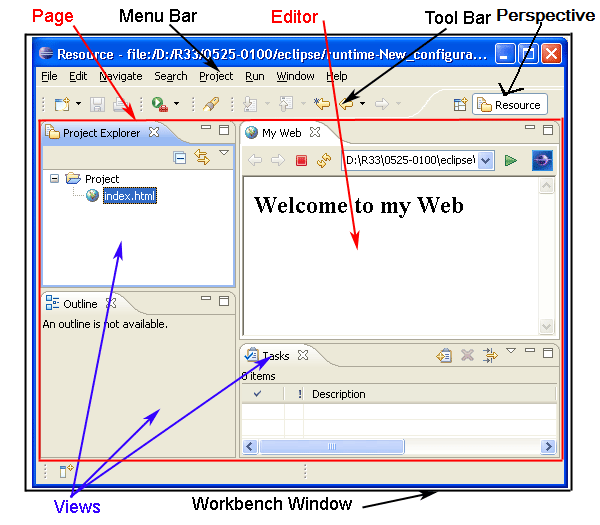 Page
Menu Bar
Editor
Tool Bar
Perspective
Resource - file:/D:/R33/0525-0100/eclipse/runtime-New_configura...
File Edit Navigate Search Project Run Window Help
Resource
Project Explorer
My Web
D:\R33\0525-0100\eclipse\
Project
index.html
Welcome to my Web
Outline
An outline is not available.
Tasks
0 items
! Description
Views
Workbench Window